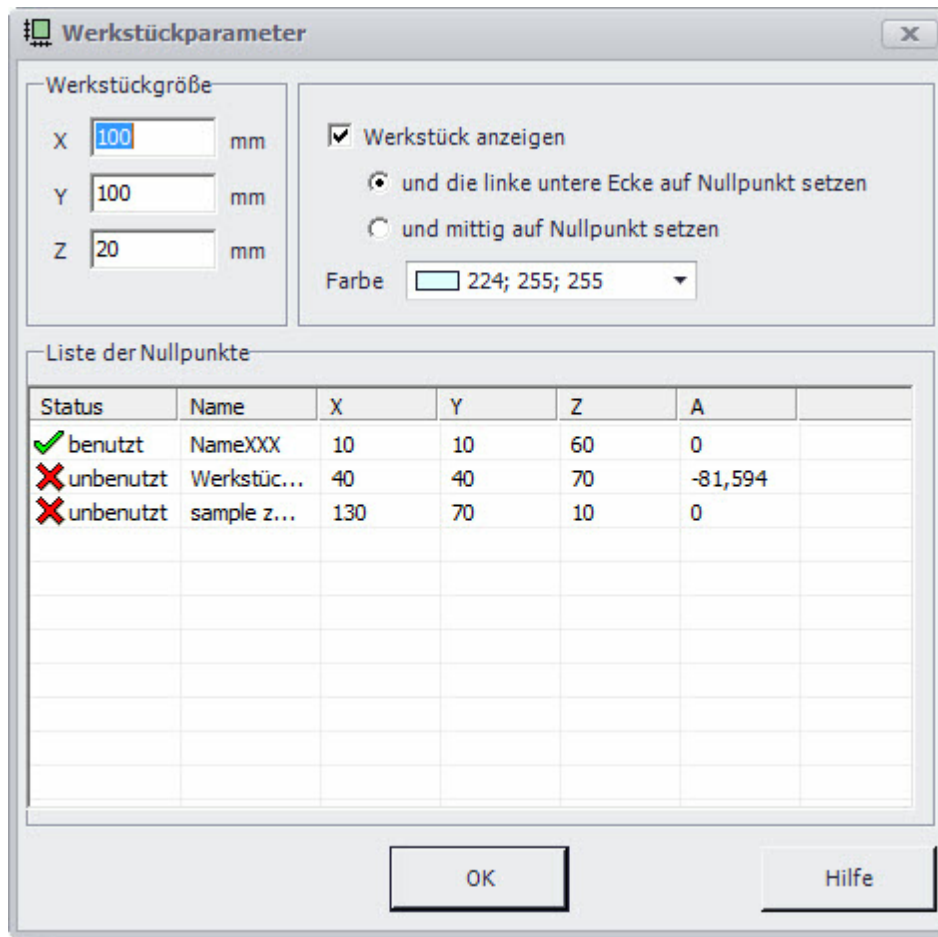 Werkstückparameter
Werkstückgröße
X 100 mm
Y 100 mm
Z 20 mm
Werkstück anzeigen
und die linke untere Ecke auf Nullpunkt setzen
und mittig auf Nullpunkt setzen
Farbe 224; 255; 255
Liste der Nullpunkte
Status Name X Y Z A
benutzt NameXXX 10 10 60 0
unbenutzt Werkstüc... 40 40 70 -81,594
unbenutzt sample z... 130 70 10 0
OK Hilfe